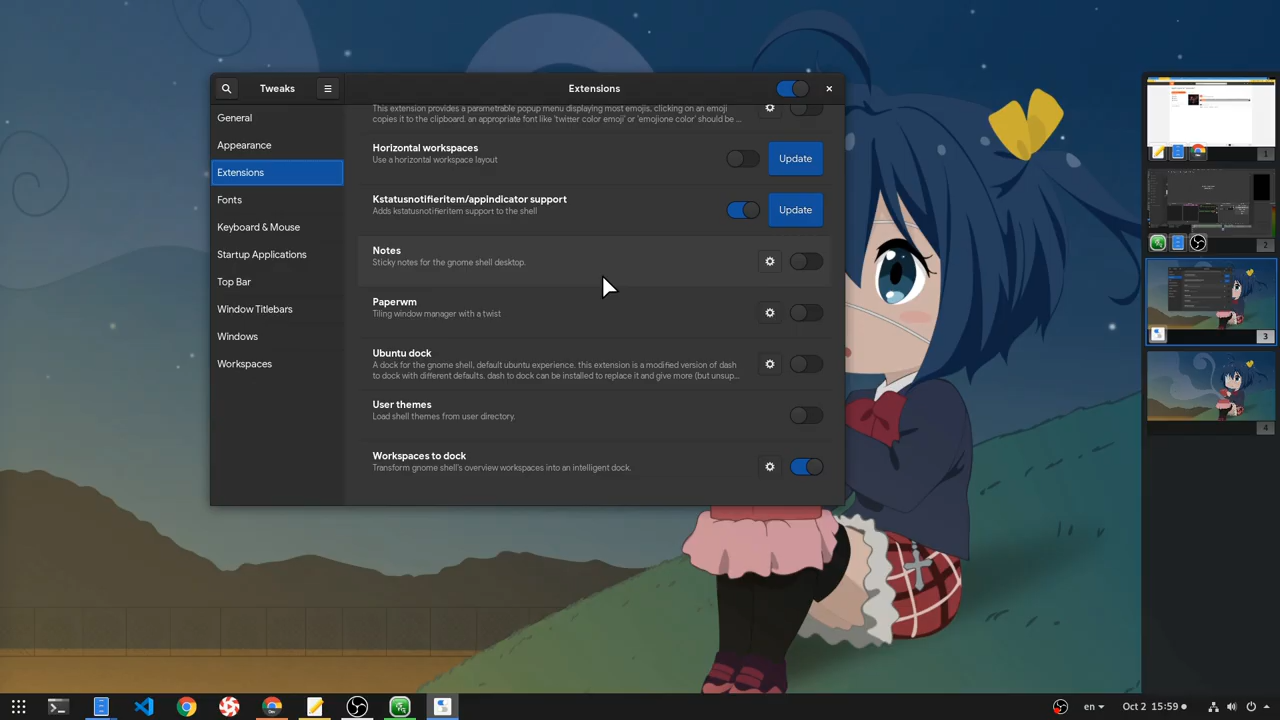 Tweaks
Extensions
General
Appearance
Extensions
Fonts
Keyboard & Mouse
Startup Applications
Top Bar
Window Titlebars
Windows
Workspaces
This extension provides a parametrable popup menu displaying most emojis, clicking on an emoji
copies it to the clipboard. an appropriate font like 'twitter color emoji' or 'emojione color' should be ...
Horizontal workspaces
Use a horizontal workspace layout
Update
Kstatusnotifieritem/appindicator support
Adds kstatusnotifieritem support to the shell
Update
Notes
Sticky notes for the gnome shell desktop.
Paperwm
Tiling window manager with a twist
Ubuntu dock
A dock for the gnome shell, default ubuntu experience. this extension is a modified version of dash
to dock with different defaults. dash to dock can be installed to replace it and give more (but unsup...
User themes
Load shell themes from user directory.
Workspaces to dock
Transform gnome shell's overview workspaces into an intelligent dock.
1
2
3
4
en
Oct 2 15:59